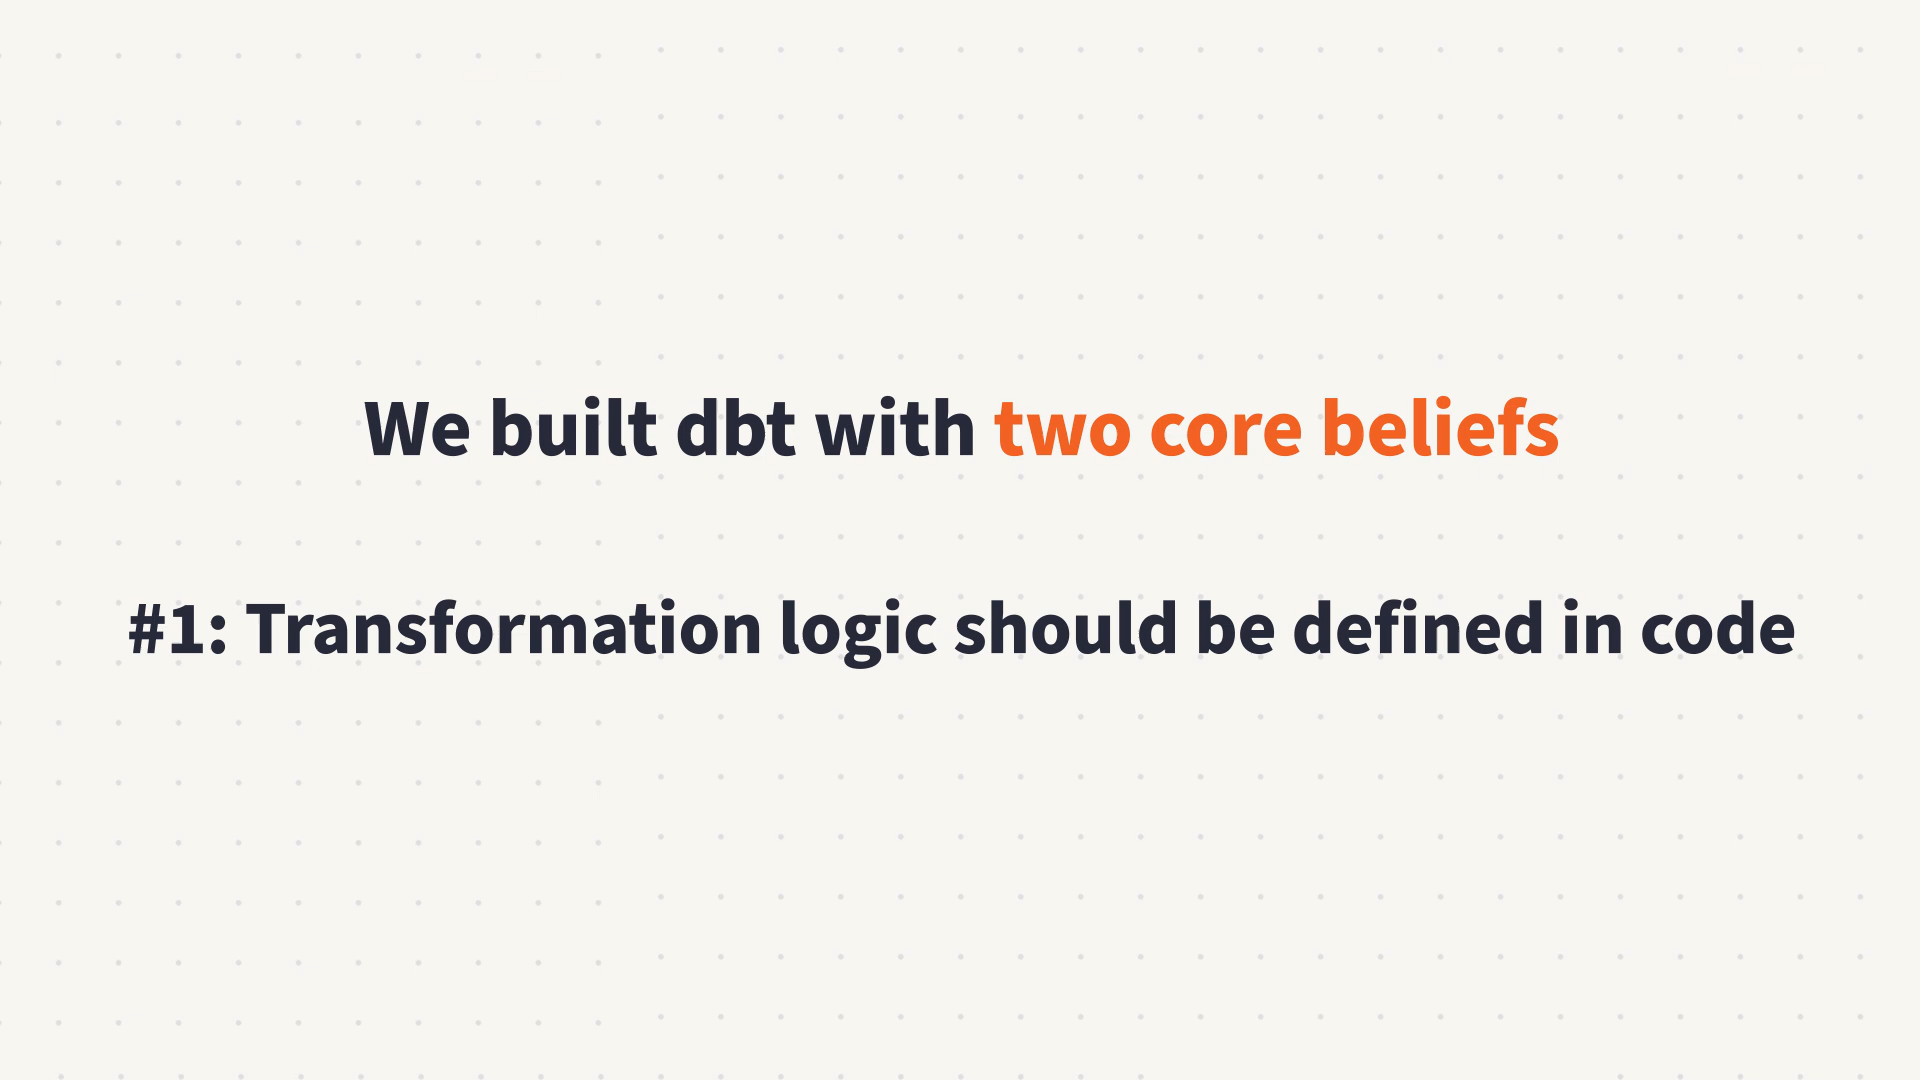 We built dbt with two core beliefs
#1: Transformation logic should be defined in code